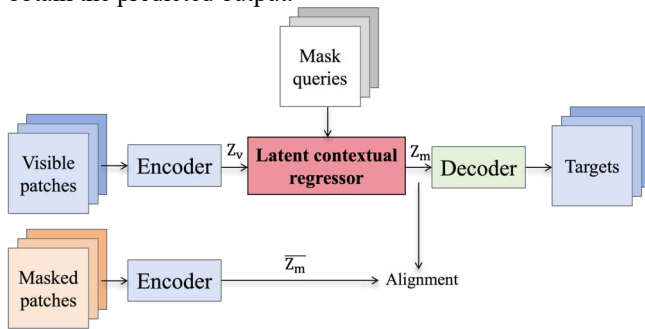 obtain the predicted output.
Mask
queries
Visible
patches
Encoder
Zv
Latent contextual
regressor
Zm
Decoder
Targets
Masked
patches
Encoder
Zm
Alignment